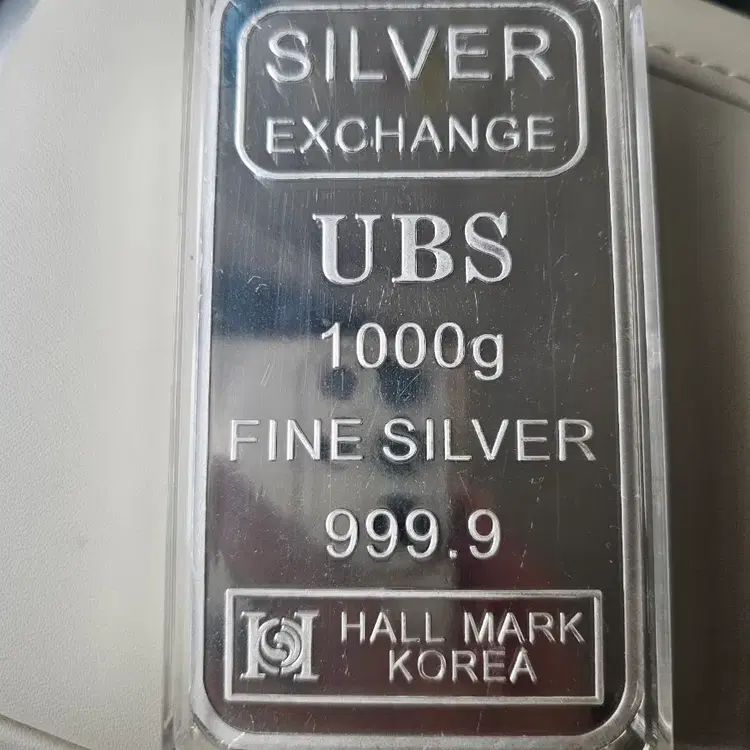 SILVER
EXCHANGE
UBS
1000g
FINE SILVER
999.9
HALL MARK
KOREA